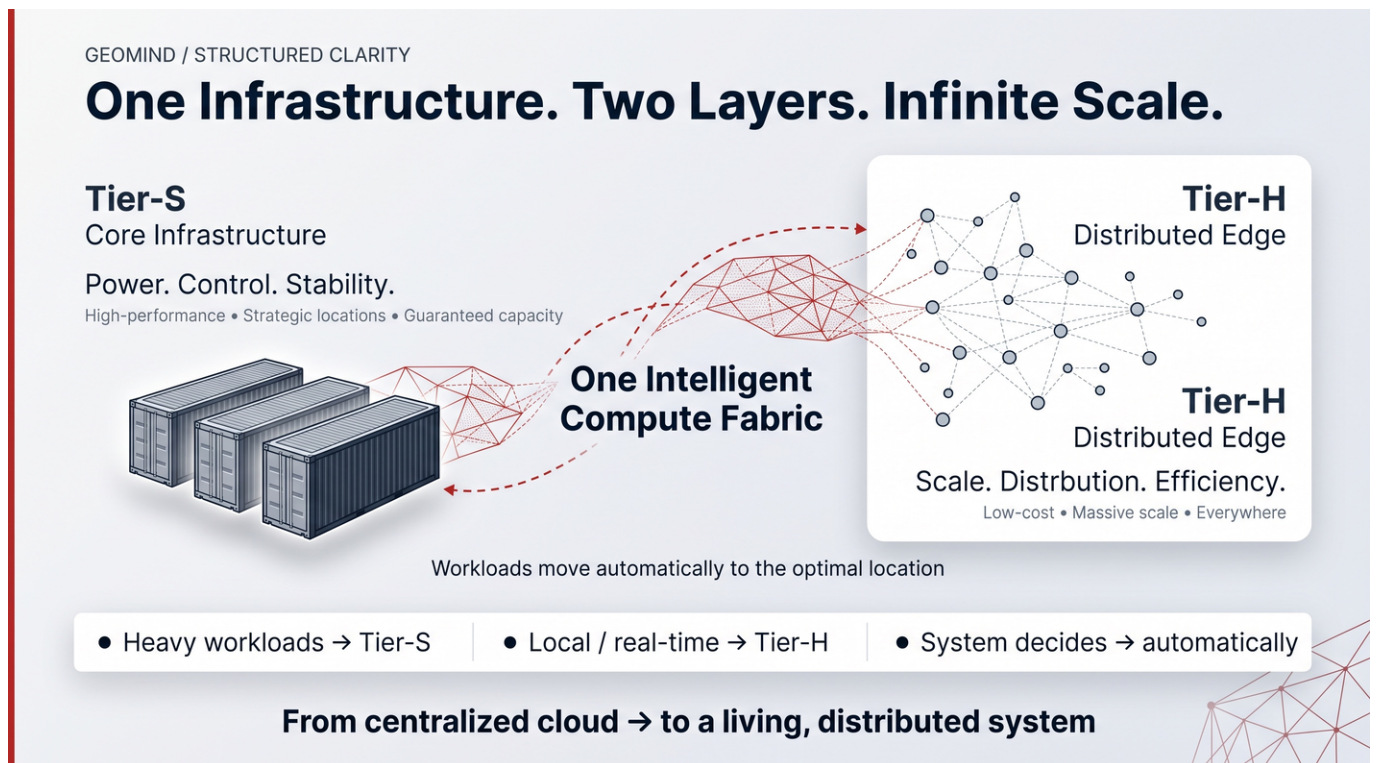 GEOMIND / STRUCTURED CLARITY
One Infrastructure. Two Layers. Infinite Scale.
Tier-S
Core Infrastructure
Power. Control. Stability.
High-performance • Strategic locations • Guaranteed capacity
Tier-H
Distributed Edge
One Intelligent
Compute Fabric
Tier-H
Distributed Edge
Scale. Distrbution. Efficiency.
Low-cost • Massive scale • Everywhere
Workloads move automatically to the optimal location
• Heavy workloads → Tier-S
• Local / real-time → Tier-H
• System decides → automatically
From centralized cloud → to a living, distributed system